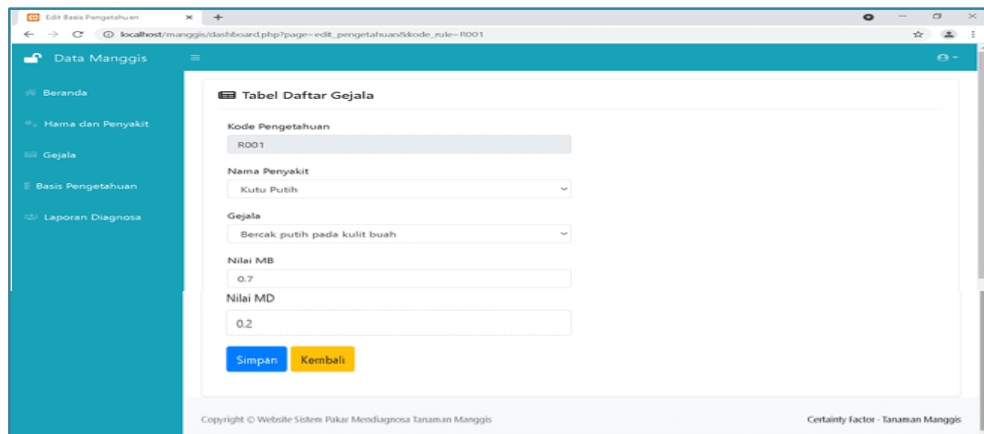 Edit Basis Pengetahuan
localhost/manggis/dashboard.php?page=edit_pengetahuan&kode_rule=R001
Data Manggis
Beranda
Hama dan Penyakit
Gejala
Basis Pengetahuan
Laporan Diagnosa
Tabel Daftar Gejala
Kode Pengetahuan
R001
Nama Penyakit
Kutu Putih
Gejala
Bercak putih pada kulit buah
Nilai MB
0.7
Nilai MD
0.2
Simpan
Kembali
Copyright © Website Sistem Pakar Mendiagnosa Tanaman Manggis
Certainly Factor - Tanaman Manggis